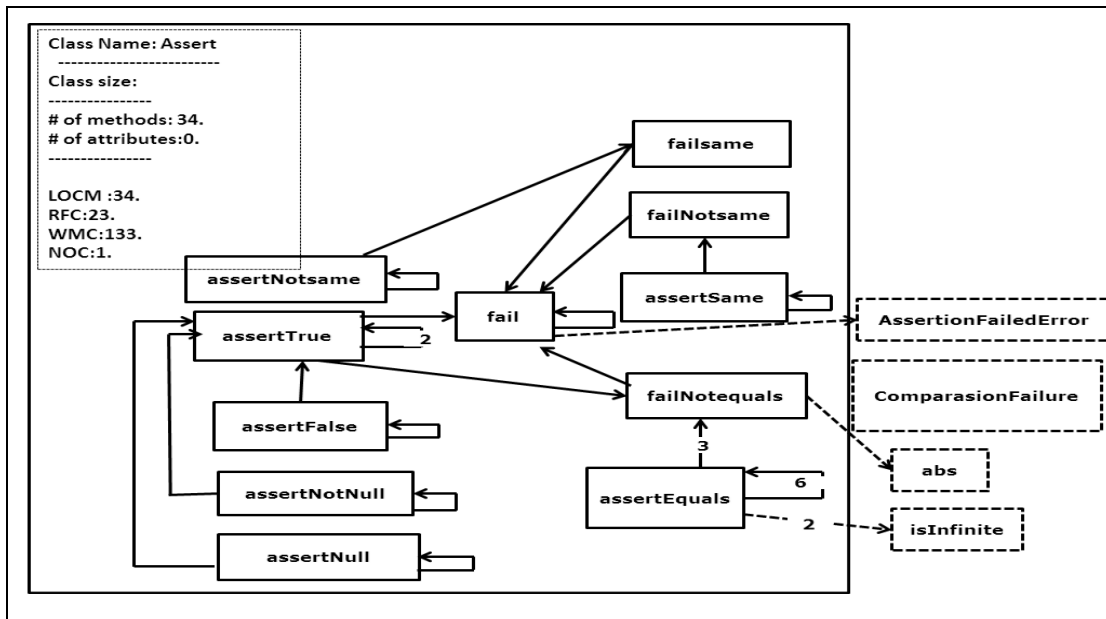 Class Name: Assert
-------------------------
Class size:
----------------
# of methods: 34.
# of attributes:0.
----------------
LOCM :34.
RFC:23.
WMC:133.
NOC:1.
failsame
failNotsame
assertNotsame
assertSame
fail
AssertionFailedError
assertTrue
2
failNotequals
ComparasionFailure
assertFalse
3
abs
assertNotNull
assertEquals
6
2
isInfinite
assertNull